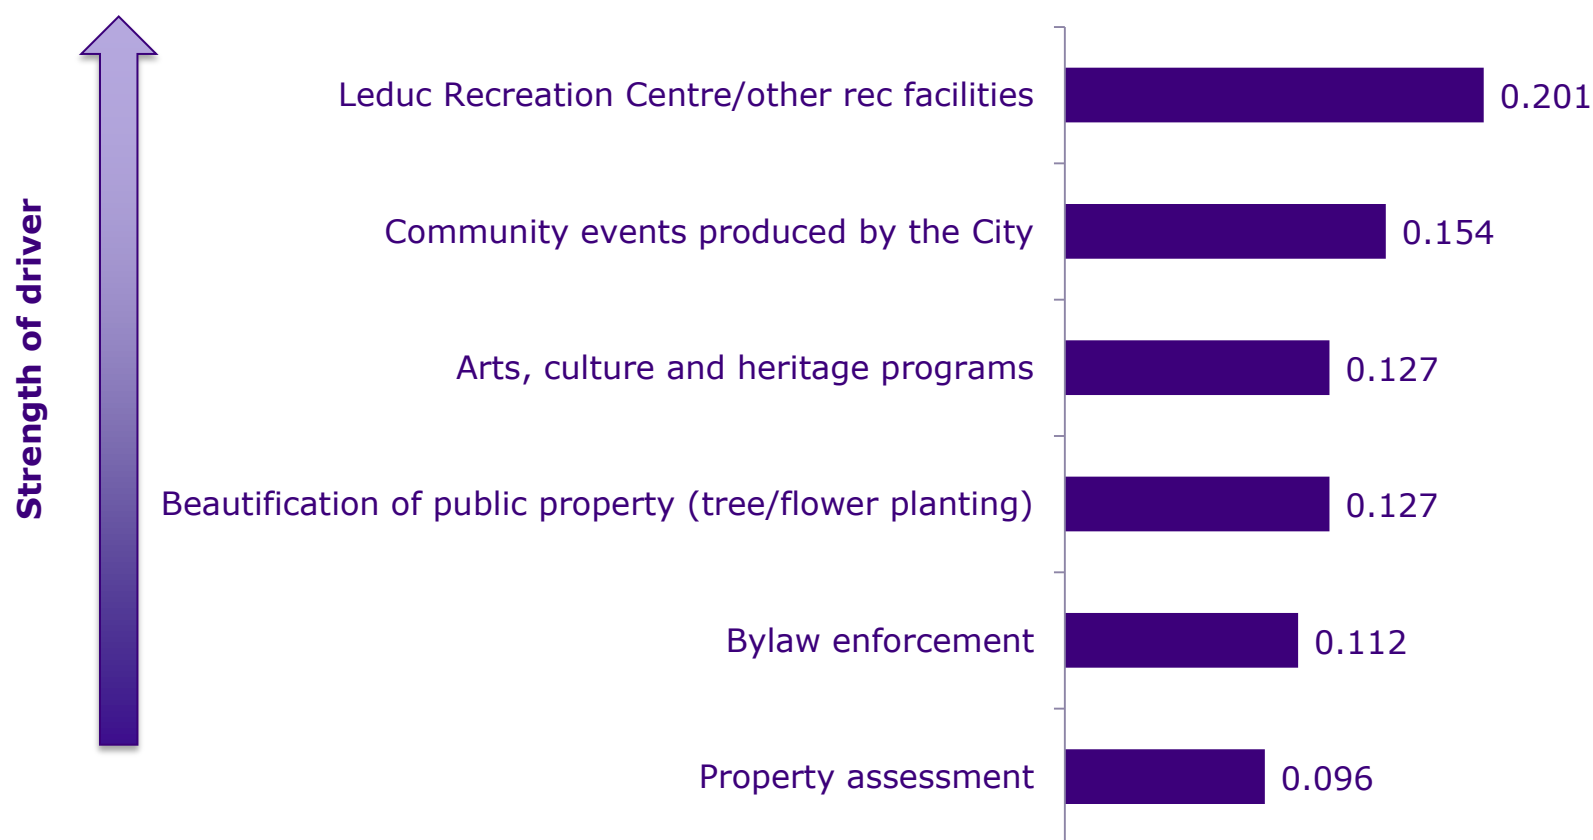 Strength of driver
Leduc Recreation Centre/other rec facilities 0.201
Community events produced by the City 0.154
Arts, culture and heritage programs 0.127
Beautification of public property (tree/flower planting) 0.127
Bylaw enforcement 0.112
Property assessment 0.096